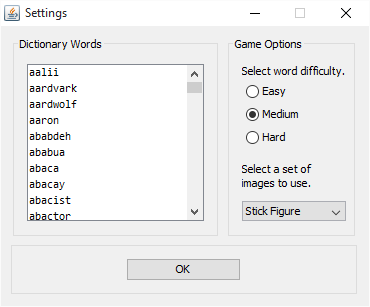 Settings
Dictionary Words
aalii
aardvark
aardwolf
aaron
ababdeh
ababua
abaca
abacay
abacist
abactor
Game Options
Select word difficulty.
Easy
Medium
Hard
Select a set of
images to use.
Stick Figure
OK